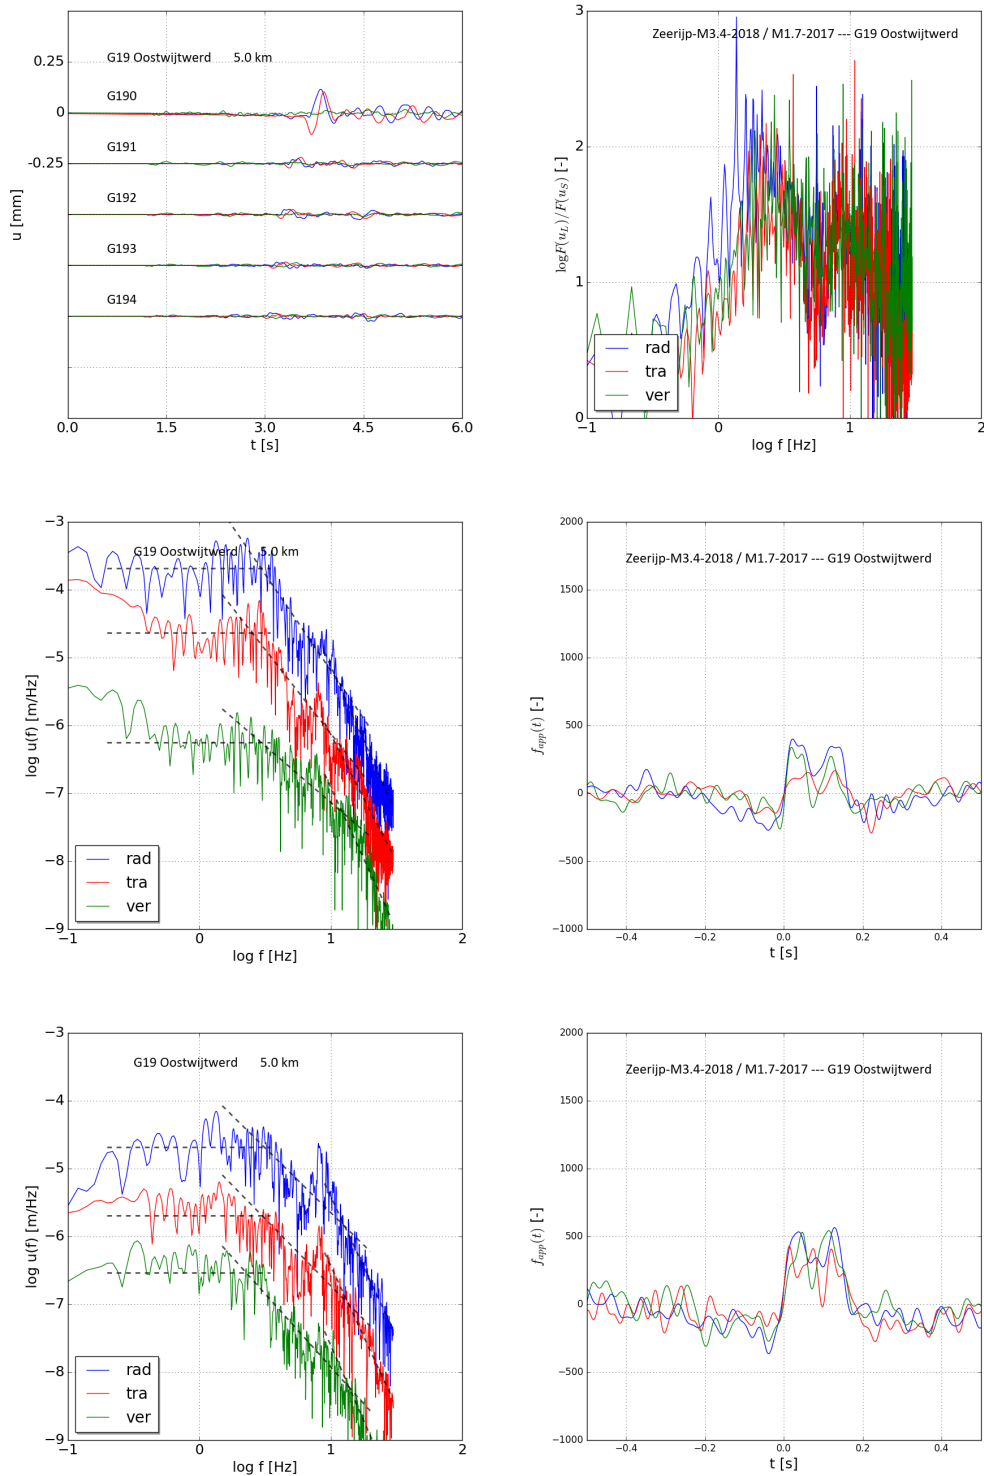 G19 Oostwijtwerd 5.0 km
0.25
G190
0
G191
-0.25
G192
G193
G194
u [mm]
0.0 1.5 3.0 4.5 6.0
t [s]
Zeerijp-M3.4-2018 / M1.7-2017 --- G19 Oostwijtwerd
3
2
1
0
logF(u_L)/F(u_S) [-]
rad
tra
ver
−1 0 1 2
log f [Hz]
G19 Oostwijtwerd 5.0 km
−3
−4
−5
−6
−7
−8
−9
log u(f) [m/Hz]
rad
tra
ver
−1 0 1 2
log f [Hz]
Zeerijp-M3.4-2018 / M1.7-2017 --- G19 Oostwijtwerd
2000
1500
1000
500
0
−500
−1000
f_app(t) [-]
−0.4 −0.2 0.0 0.2 0.4
t [s]
G19 Oostwijtwerd 5.0 km
−3
−4
−5
−6
−7
−8
−9
log u(f) [m/Hz]
rad
tra
ver
−1 0 1 2
log f [Hz]
Zeerijp-M3.4-2018 / M1.7-2017 --- G19 Oostwijtwerd
2000
1500
1000
500
0
−500
−1000
f_app(t) [-]
−0.4 −0.2 0.0 0.2 0.4
t [s]